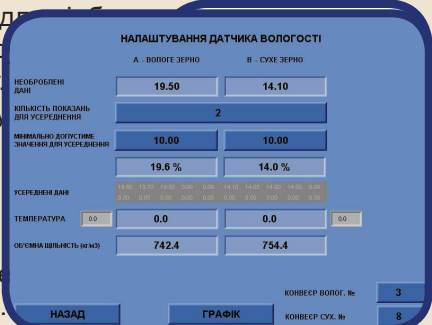 НАЛАШТУВАННЯ ДАТЧИКА ВОЛОГОСТІ
А - ВОЛОГЕ ЗЕРНО В - СУХЕ ЗЕРНО
НЕОБРОБЛЕНІ ДАНІ 19.50 14.10
КІЛЬКІСТЬ ПОКАЗАНЬ ДЛЯ УСЕРЕДНЕННЯ 2
МІНІМАЛЬНО ДОПУСТИМЕ ЗНАЧЕННЯ ДЛЯ УСЕРЕДНЕННЯ 10.00 10.00
19.6 % 14.0 %
УСЕРЕДНЕНІ ДАНІ
ТЕМПЕРАТУРА 0.0 0.0 0.0 0.0
ОБ'ЄМНА ЩІЛЬНІСТЬ (кг/м3) 742.4 754.4
КОНВЕЄР ВОЛОГ. № 3
НАЗАД ГРАФІК КОНВЕЄР СУХ. № 8